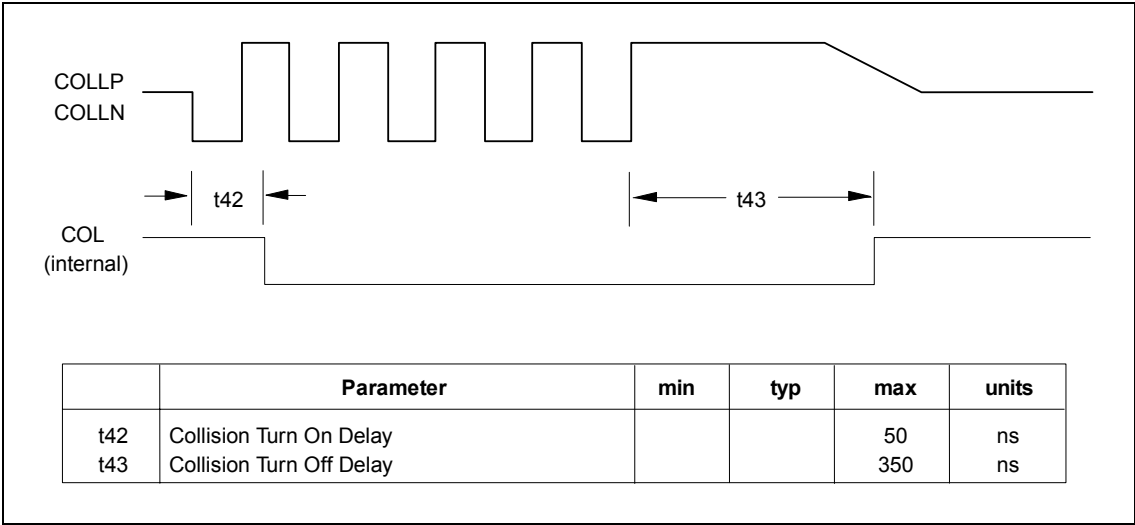 COLLP
COLLN
t42
t43
COL
(internal)
Parameter min typ max units
t42 Collision Turn On Delay 50 ns
t43 Collision Turn Off Delay 350 ns